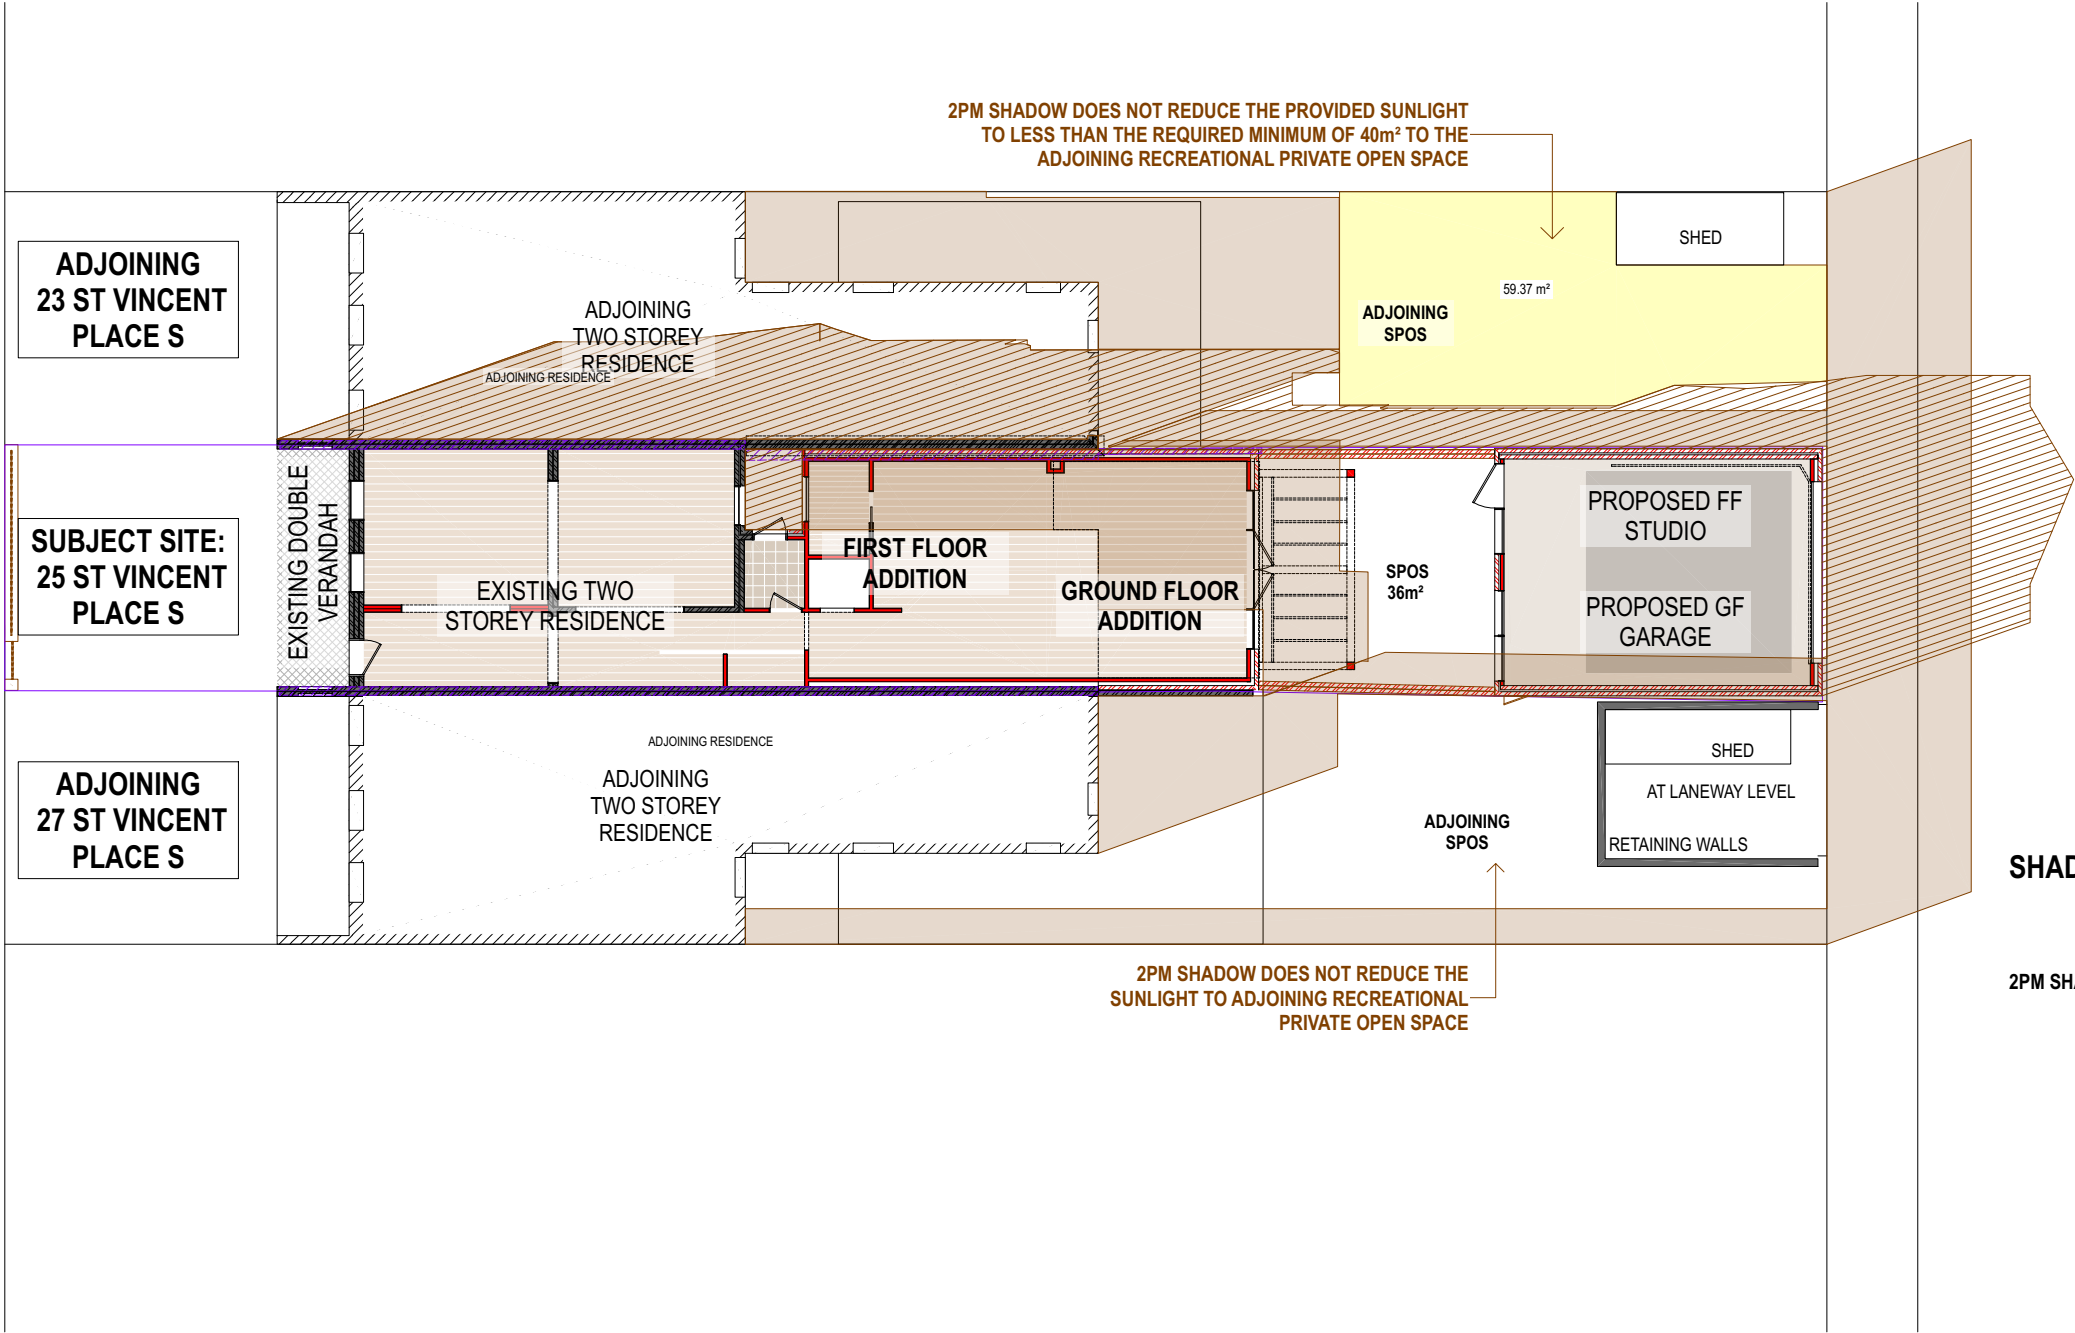 2PM SHADOW DOES NOT REDUCE THE PROVIDED SUNLIGHT
TO LESS THAN THE REQUIRED MINIMUM OF 40m² TO THE
ADJOINING RECREATIONAL PRIVATE OPEN SPACE
ADJOINING
23 ST VINCENT
PLACE S
ADJOINING
TWO STOREY
RESIDENCE
ADJOINING RESIDENCE
SHED
59.37 m²
ADJOINING
SPOS
SUBJECT SITE:
25 ST VINCENT
PLACE S
EXISTING DOUBLE
VERANDAH
EXISTING TWO
STOREY RESIDENCE
FIRST FLOOR
ADDITION
GROUND FLOOR
ADDITION
SPOS
36m²
PROPOSED FF
STUDIO
PROPOSED GF
GARAGE
ADJOINING
27 ST VINCENT
PLACE S
ADJOINING RESIDENCE
ADJOINING
TWO STOREY
RESIDENCE
ADJOINING
SPOS
SHED
AT LANEWAY LEVEL
RETAINING WALLS
2PM SHADOW DOES NOT REDUCE THE
SUNLIGHT TO ADJOINING RECREATIONAL
PRIVATE OPEN SPACE
SHAD
2PM SHA